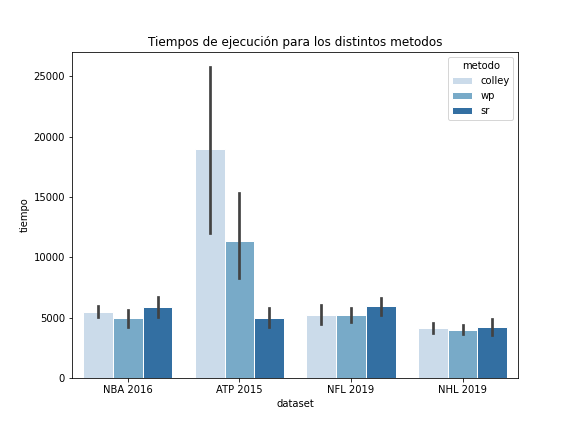 Tiempos de ejecución para los distintos metodos
metodo
colley
wp
sr
25000
20000
15000
10000
5000
0
tiempo
NBA 2016
ATP 2015
NFL 2019
NHL 2019
dataset